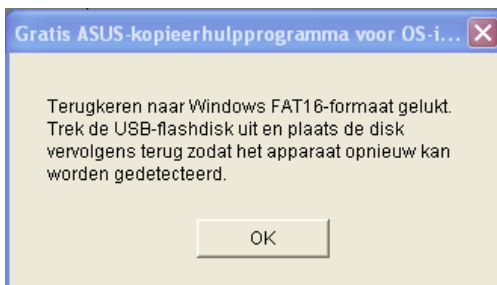 Gratis ASUS-kopieerhulpprogramma voor OS-i...
Terugkeren naar Windows FAT16-formaat gelukt.
Trek de USB-flashdisk uit en plaats de disk
vervolgens terug zodat het apparaat opnieuw kan
worden gedetecteerd.
OK